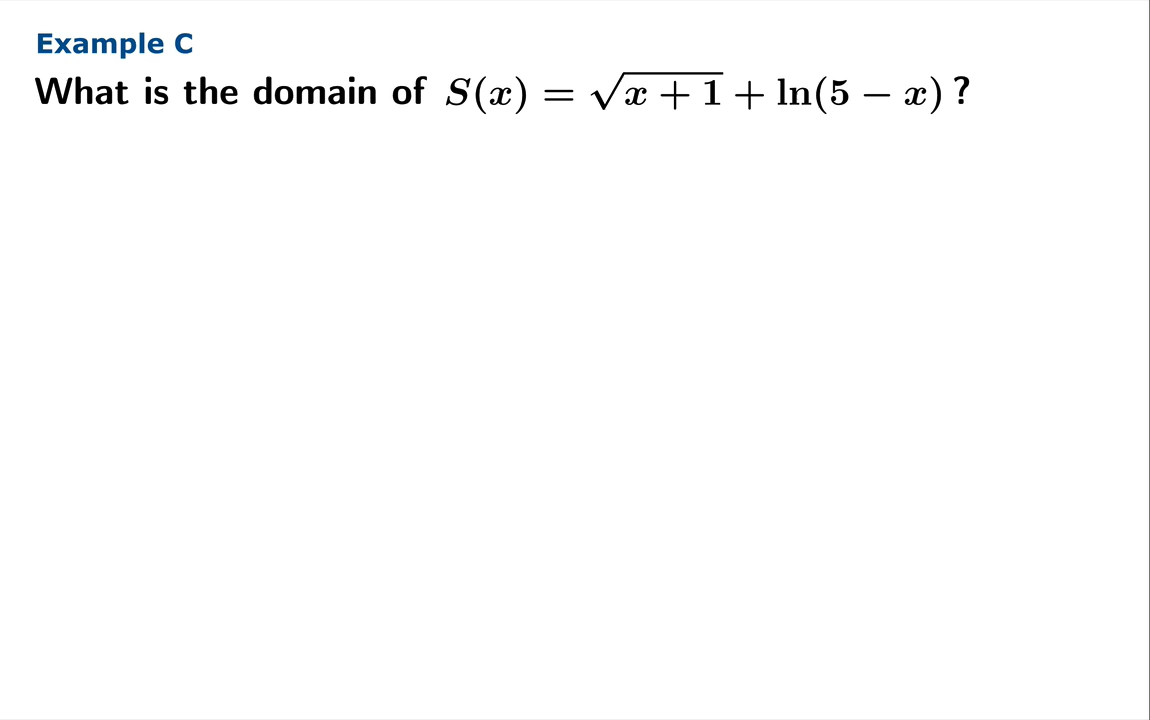 Example C
What is the domain of S(x) = √x + 1 + ln(5 − x) ?